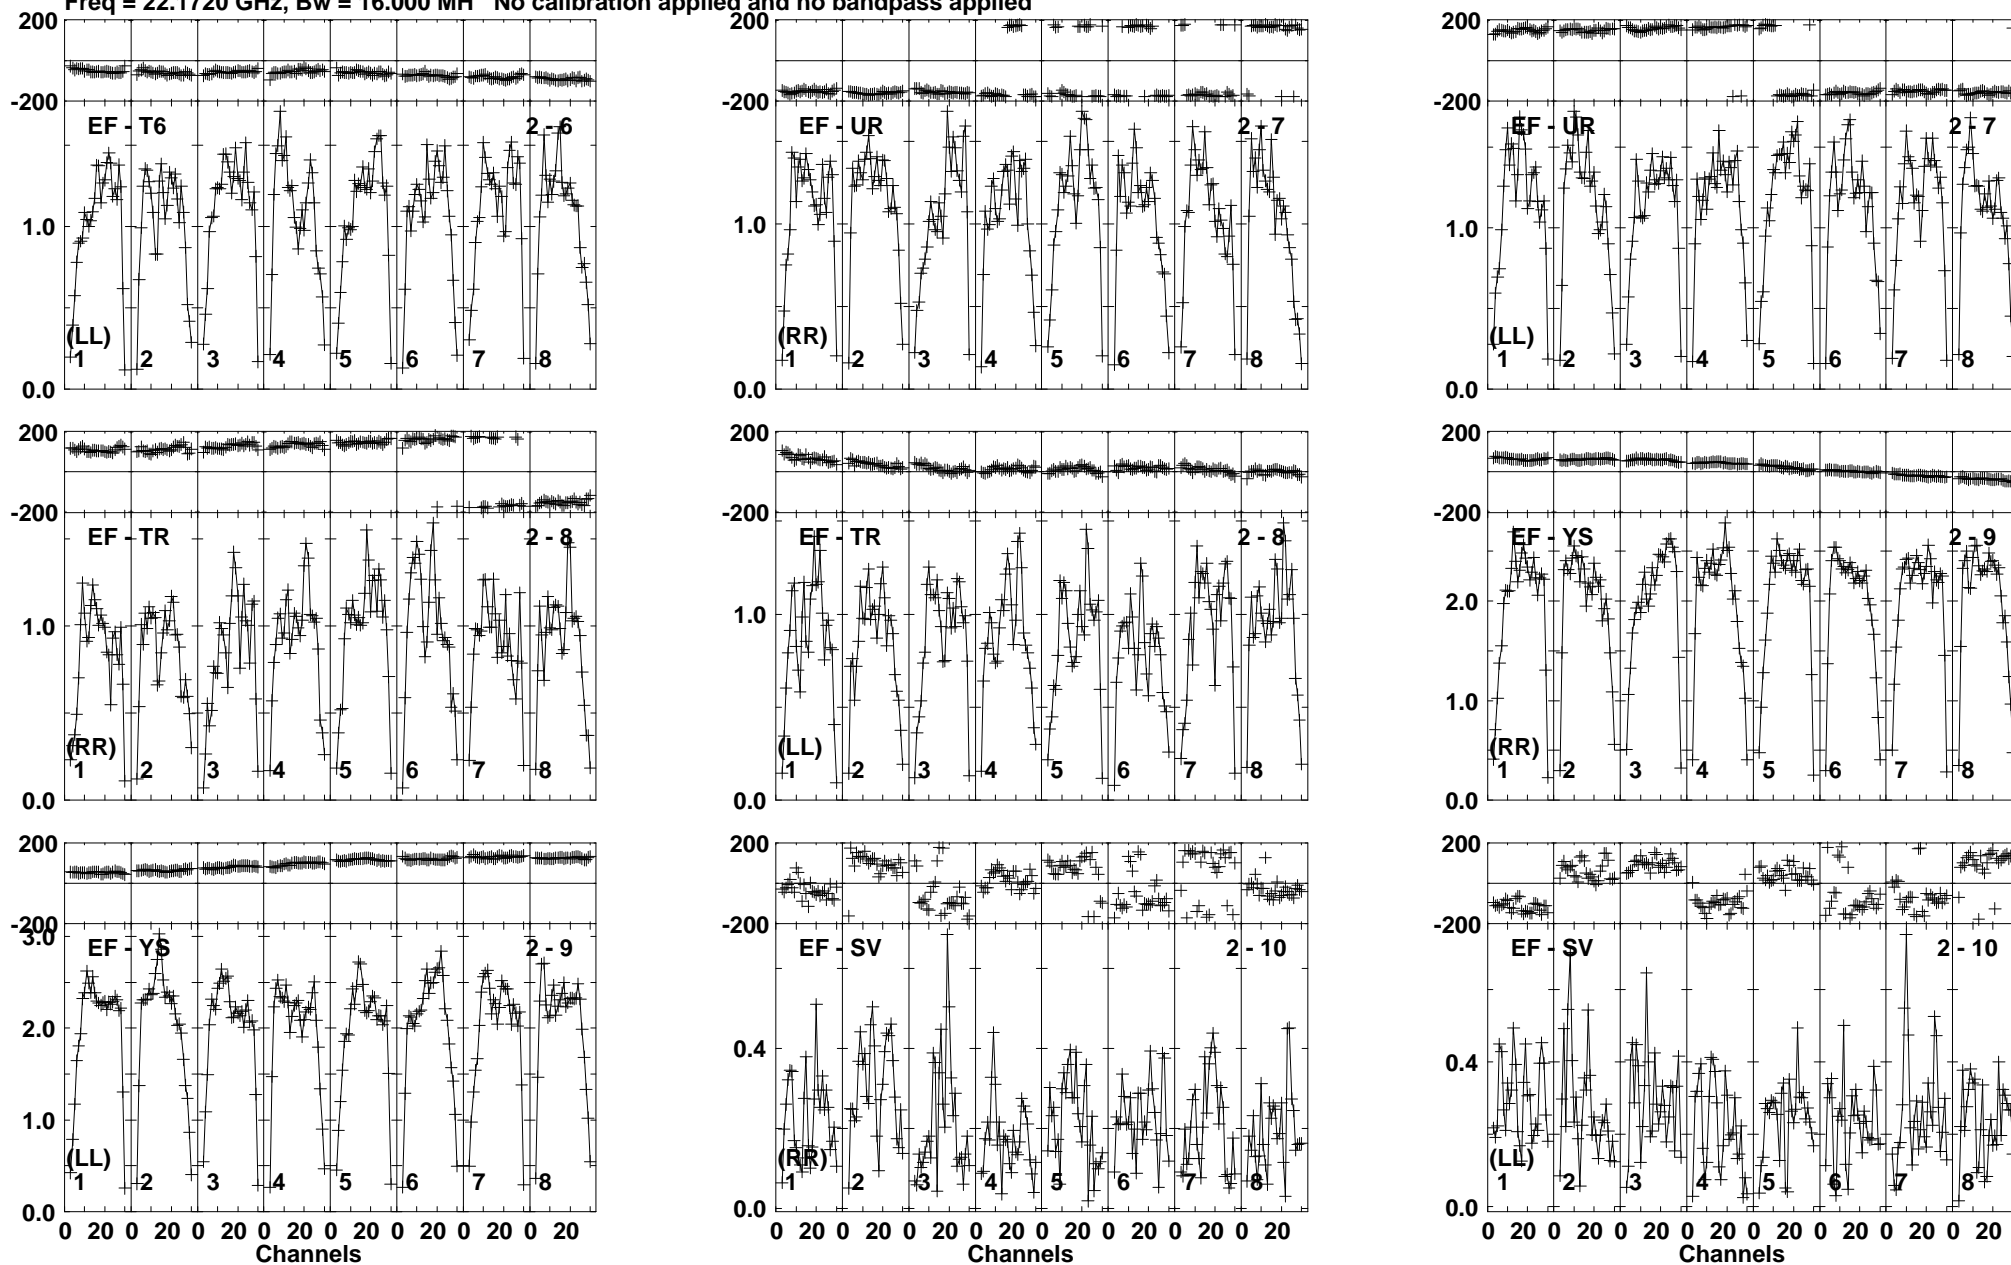 Freq = 22.1720 GHz, Bw = 16.000 MH No calibration applied and no bandpass applied
200 200 200
-200 -200 -200
EF - T6 2 - 6 EF - UR 2 - 7 EF - UR 2 - 7
1.0 1.0 1.0
(LL) (RR) (LL)
1 2 3 4 5 6 7 8 1 2 3 4 5 6 7 8 1 2 3 4 5 6 7 8
0.0 0.0 0.0
200 200 200
-200 -200 -200
EF - TR 2 - 8 EF - TR 2 - 8 EF - YS 2 - 9
1.0 1.0 2.0
1.0
(RR) (LL) (RR)
1 2 3 4 5 6 7 8 1 2 3 4 5 6 7 8 1 2 3 4 5 6 7 8
0.0 0.0 0.0
200 200 200
-200 -200 -200
3.0
EF - YS 2 - 9 EF - SV 2 - 10 EF - SV 2 - 10
2.0 0.4 0.4
1.0
(LL) (RR) (LL)
1 2 3 4 5 6 7 8 1 2 3 4 5 6 7 8 1 2 3 4 5 6 7 8
0.0 0.0 0.0
0 20 0 20 0 20 0 20 0 20 0 20 0 20 0 20 0 20 0 20 0 20 0 20 0 20 0 20 0 20 0 20 0 20 0 20 0 20 0 20 0 20 0 20 0 20 0 20
Channels Channels Channels